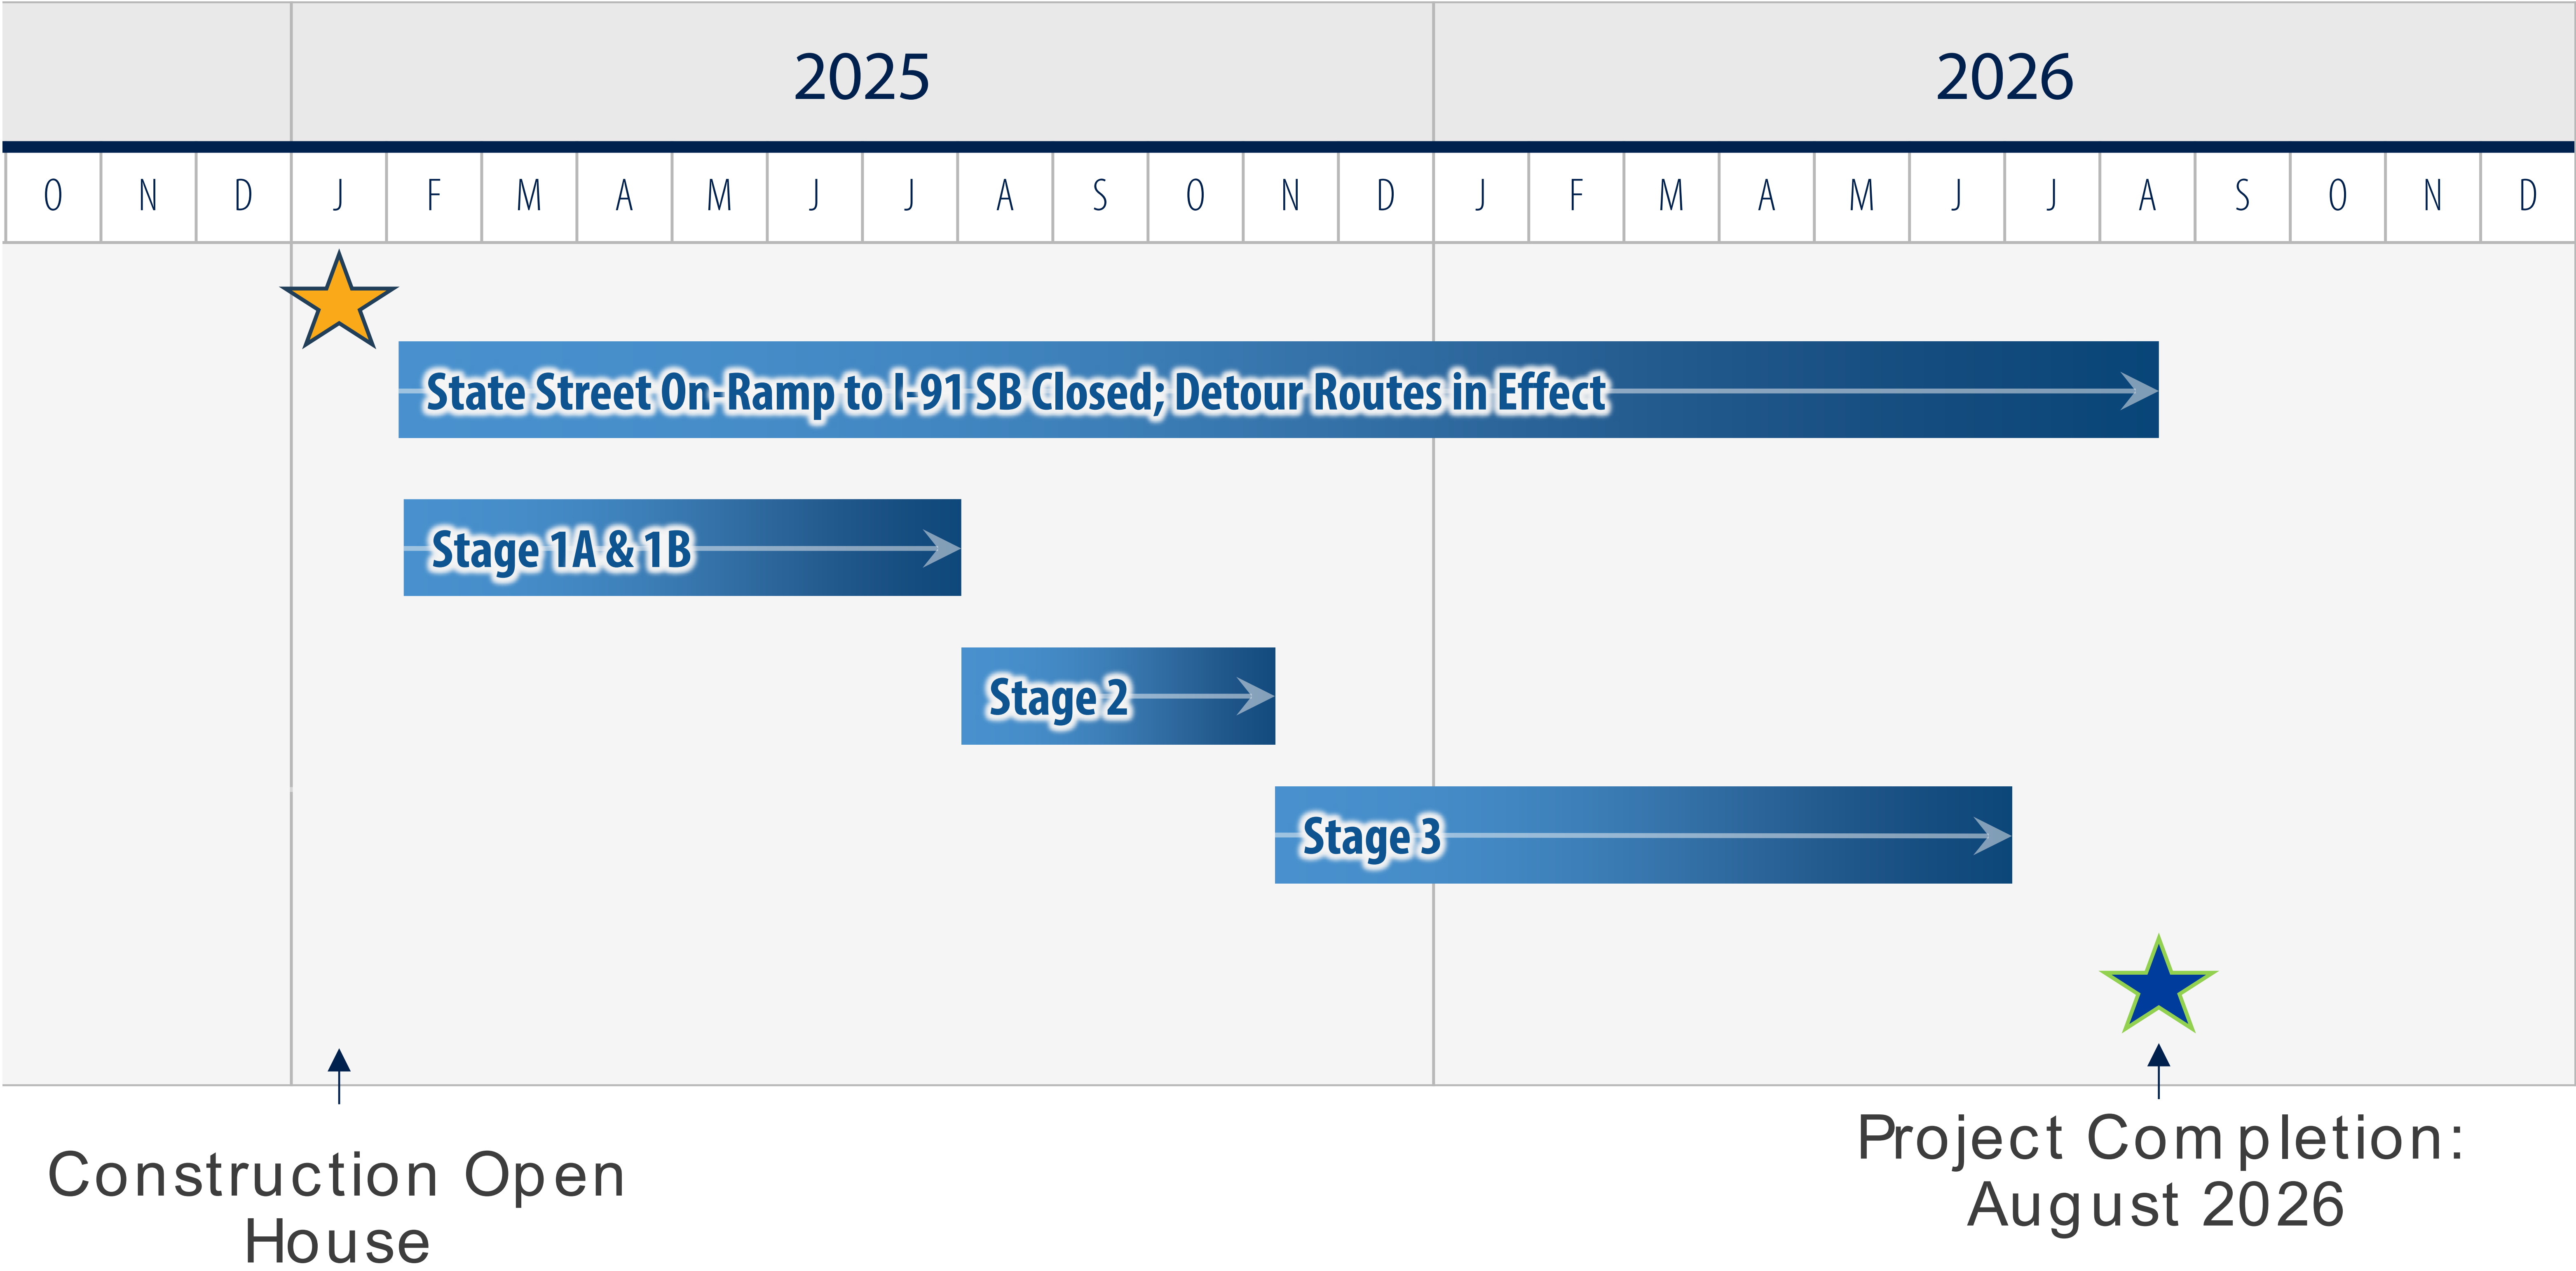 2025 2026
O N D J F M A M J J A S O N D J F M A M J J A S O N D
State Street On-Ramp to I-91 SB Closed; Detour Routes in Effect
Stage 1A & 1B
Stage 2
Stage 3
Construction Open
House
Project Completion:
August 2026